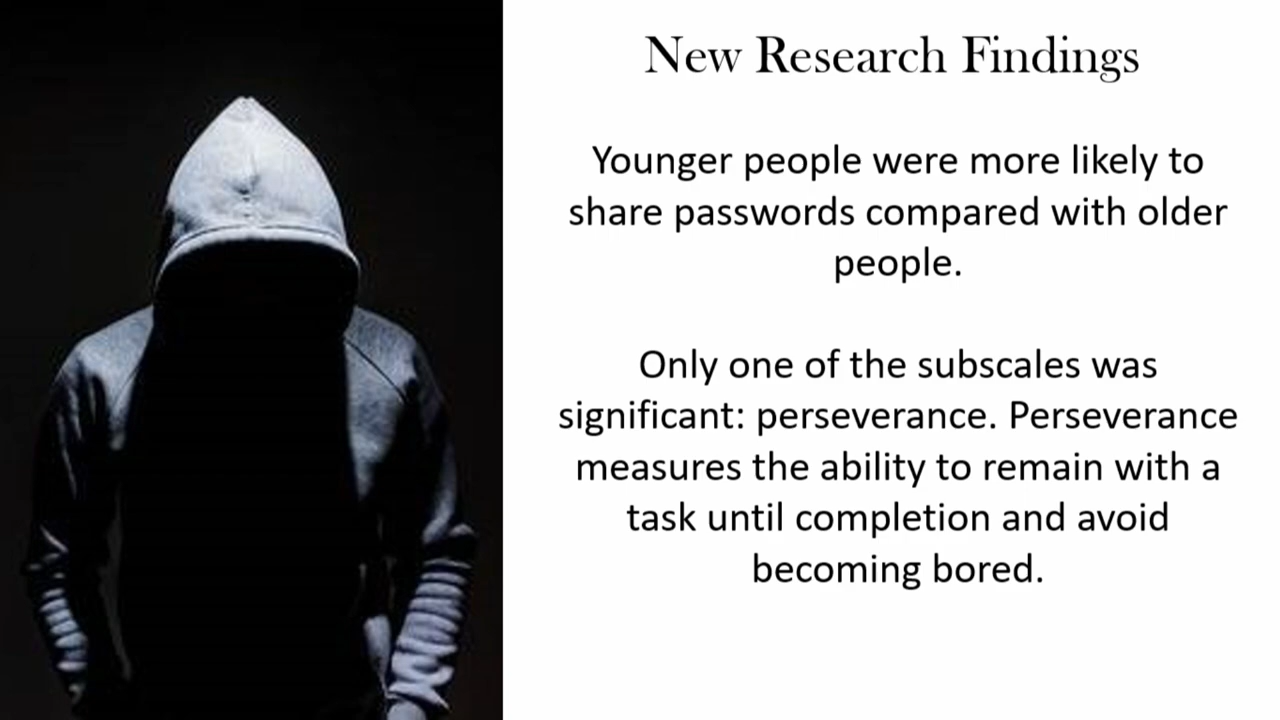 New Research Findings
Younger people were more likely to
share passwords compared with older
people.
Only one of the subscales was
significant: perseverance. Perseverance
measures the ability to remain with a
task until completion and avoid
becoming bored.